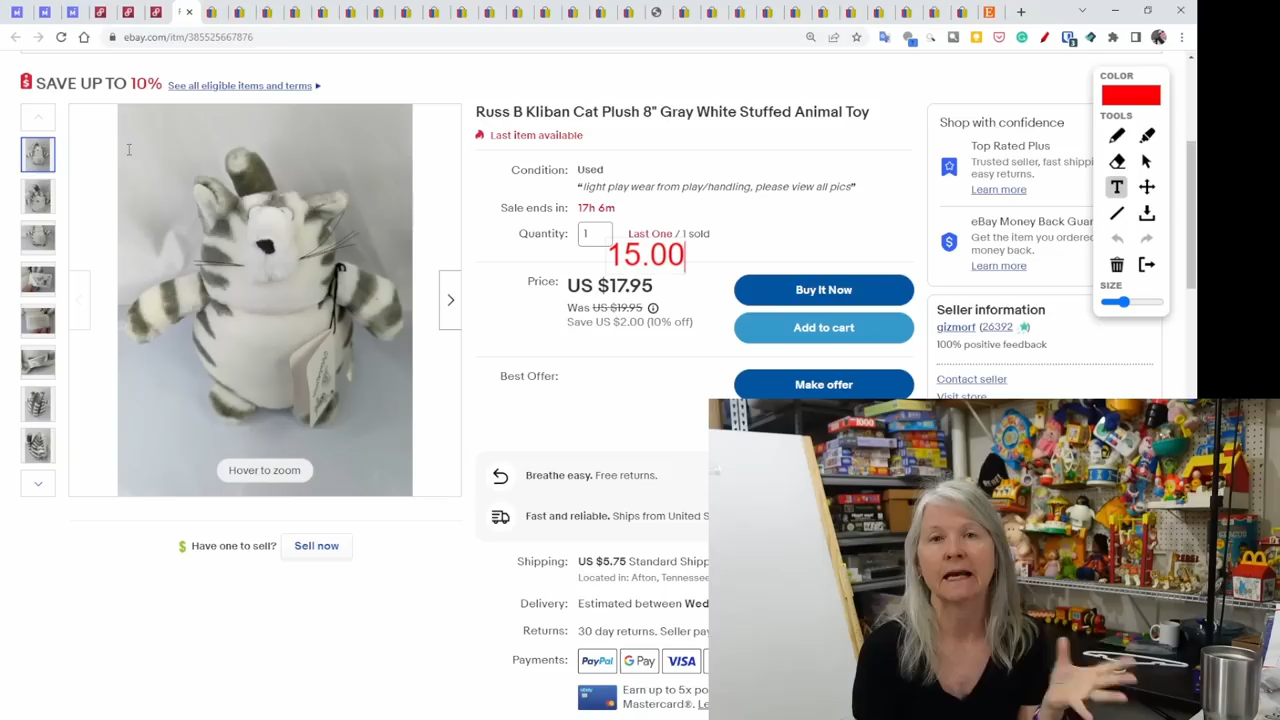 ebay.com/itm/385525667876
SAVE UP TO 10% See all eligible items and terms
Russ B Kliban Cat Plush 8" Gray White Stuffed Animal Toy
Last item available
Condition: Used
"light play wear from play/handling, please view all pics"
Sale ends in: 17h 6m
Quantity: 1 Last One / 1 sold
15.00
Price: US $17.95
Was US $19.95
Save US $2.00 (10% off)
Buy It Now
Add to cart
Best Offer:
Make offer
Hover to zoom
Have one to sell? Sell now
Breathe easy. Free returns.
Fast and reliable. Ships from United S
Shipping: US $5.75 Standard Shipp
Located in: Afton, Tennessee
Delivery: Estimated between Wed
Returns: 30 day returns. Seller pay
Payments: PayPal G Pay VISA
Earn up to 5x po
Mastercard®. Le
Shop with confidence
Top Rated Plus
Trusted seller, fast shippi
easy returns.
Learn more
eBay Money Back Guar
Get the item you ordered
money back.
Learn more
Seller information
gizmorf (26392
100% positive feedback
Contact seller
Visit store
COLOR
TOOLS
T
SIZE